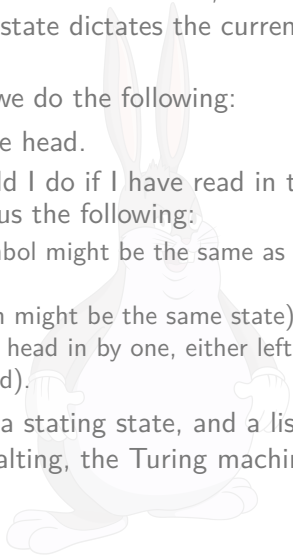 state dictates the curren
we do the following:
e head.
ld I do if I have read in t
us the following:
nbol might be the same as
n might be the same state)
head in by one, either left
d).
a stating state, and a lis
alting, the Turing machin